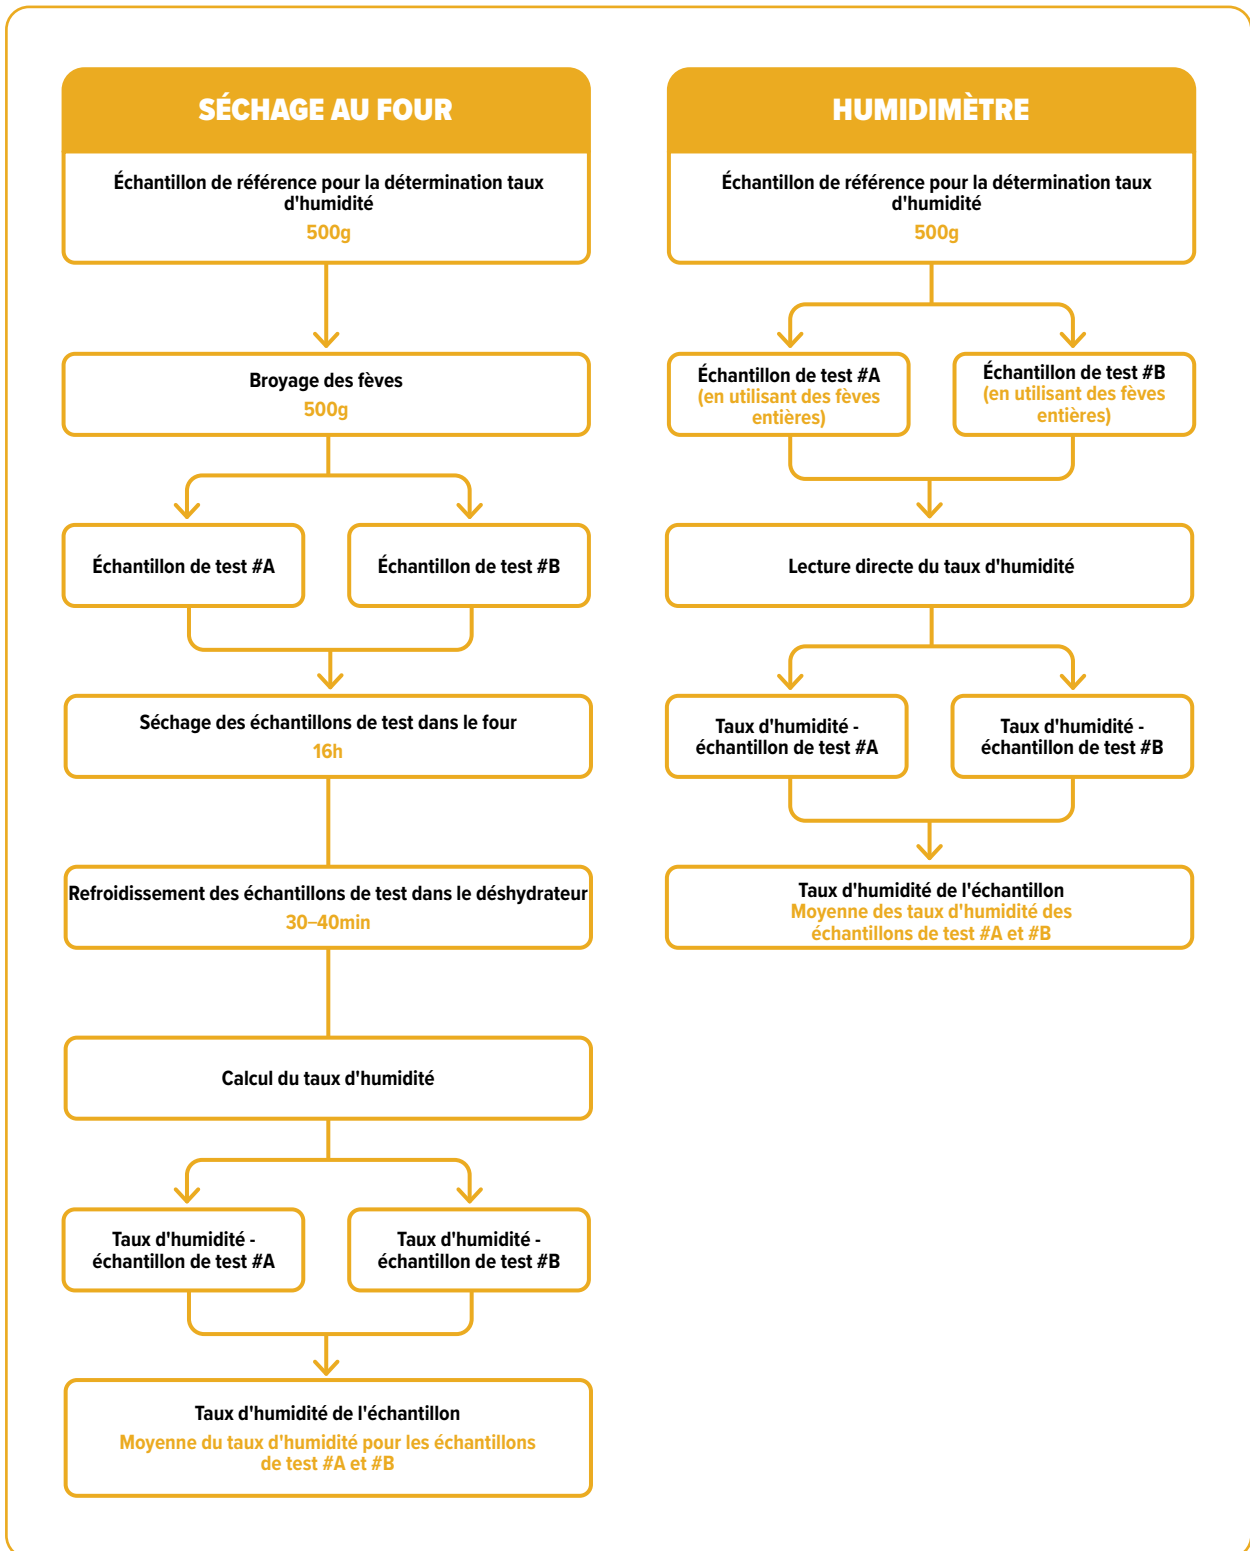 SÉCHAGE AU FOUR
Échantillon de référence pour la détermination taux
d'humidité
500g
Broyage des fèves
500g
Échantillon de test #A
Échantillon de test #B
Séchage des échantillons de test dans le four
16h
Refroidissement des échantillons de test dans le déshydrateur
30–40min
Calcul du taux d'humidité
Taux d'humidité -
échantillon de test #A
Taux d'humidité -
échantillon de test #B
Taux d'humidité de l'échantillon
Moyenne du taux d'humidité pour les échantillons
de test #A et #B
HUMIDIMÈTRE
Échantillon de référence pour la détermination taux
d'humidité
500g
Échantillon de test #A
(en utilisant des fèves
entières)
Échantillon de test #B
(en utilisant des fèves
entières)
Lecture directe du taux d'humidité
Taux d'humidité -
échantillon de test #A
Taux d'humidité -
échantillon de test #B
Taux d'humidité de l'échantillon
Moyenne des taux d'humidité des
échantillons de test #A et #B